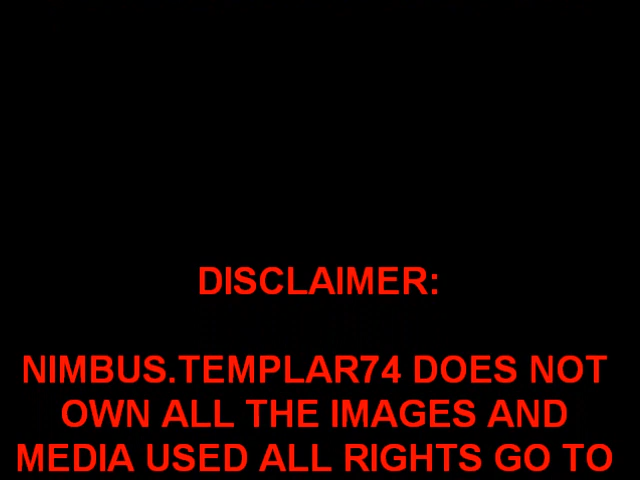 DISCLAIMER:
NIMBUS.TEMPLAR74 DOES NOT
OWN ALL THE IMAGES AND
MEDIA USED ALL RIGHTS GO TO